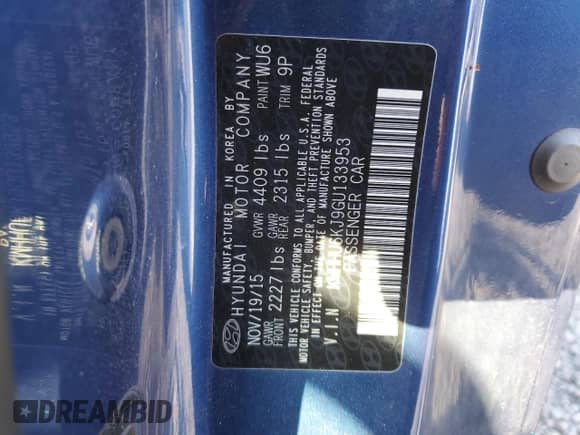 MANUFACTURED IN KOREA BY
HYUNDAI MOTOR COMPANY
NOV/19/15 GVWR 4409 lbs PAINT WU6
GAWR FRONT 2227lbs GAWR REAR 2315 lbs TRIM 9P
THIS VEHICLE CONFORMS TO ALL APPLICABLE U.S.A. FEDERAL
MOTOR VEHICLE SAFETY, BUMPER, AND THEFT PREVENTION STANDARDS
IN EFFECT ON THE DATE OF MANUFACTURE SHOWN ABOVE
V.I.N
PASSENGER CAR
DREAMBID